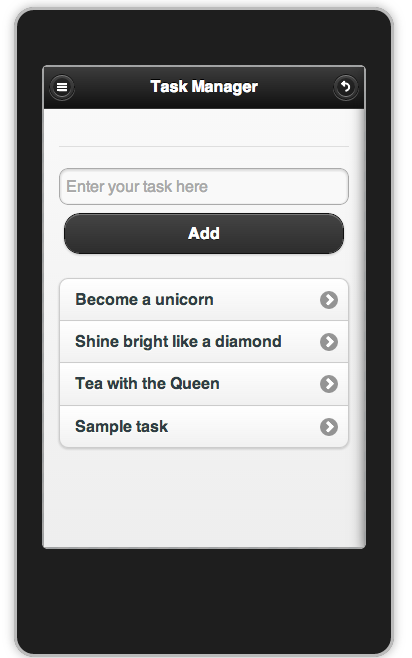 Task Manager
Enter your task here
Add
Become a unicorn
Shine bright like a diamond
Tea with the Queen
Sample task